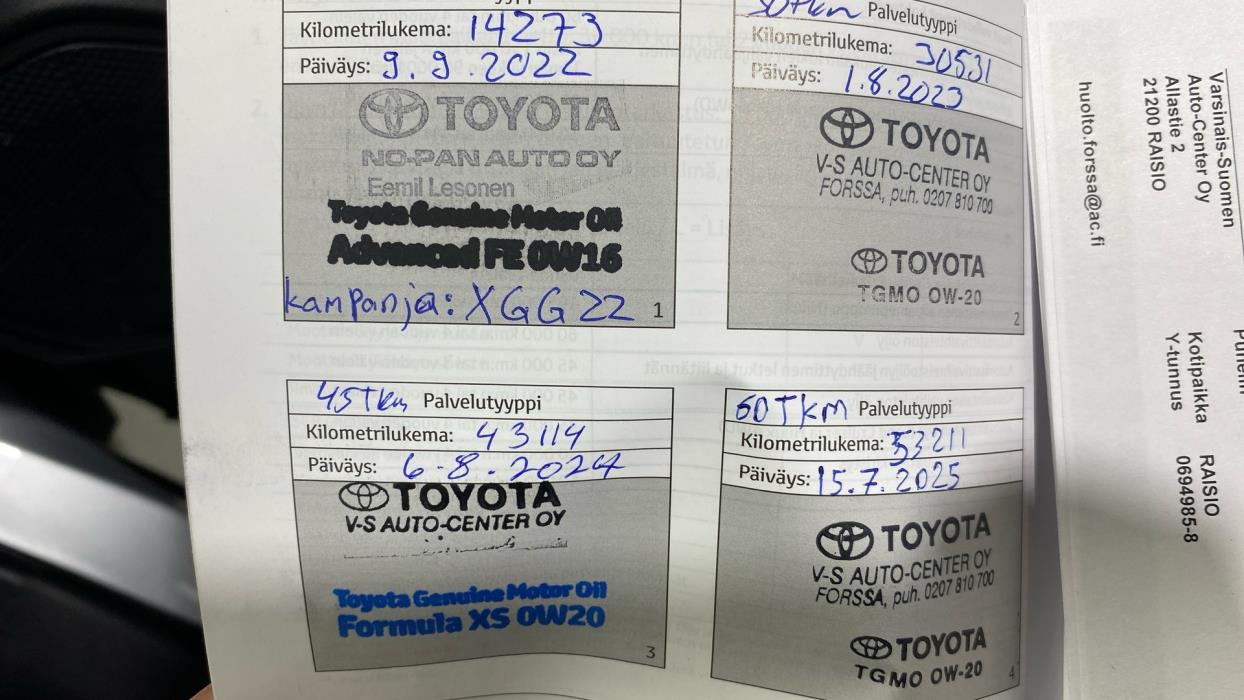 Kilometrilukema: 14273
Päiväys: 9.9.2022
TOYOTA
NO-PAN AUTO OY
Eemil Lesonen
Toyota Genuine Motor Oil
Advanced FE 0W16
kampanja: XGG22
1
30tkm Palvelutyyppi
Kilometrilukema: 30531
Päiväys: 1.8.2023
TOYOTA
V-S AUTO-CENTER OY
FORSSA, puh. 0207 810 700
TOYOTA
TGMO 0W-20
2
45Tkm Palvelutyyppi
Kilometrilukema: 43114
Päiväys: 6-8-2024
TOYOTA
V-S AUTO-CENTER OY
Toyota Genuine Motor Oil
Formula XS 0W20
3
60TKM Palvelutyyppi
Kilometrilukema: 53211
Päiväys: 15.7.2025
TOYOTA
V-S AUTO-CENTER OY
FORSSA, puh. 0207 810 700
TOYOTA
TGMO 0W-20
4
Varsinais-Suomen
Auto-Center Oy
Allastie 2
21200 RAISIO
huolto.forssa@ac.fi
Kotipaikka RAISIO
Y-tunnus 0694985-8